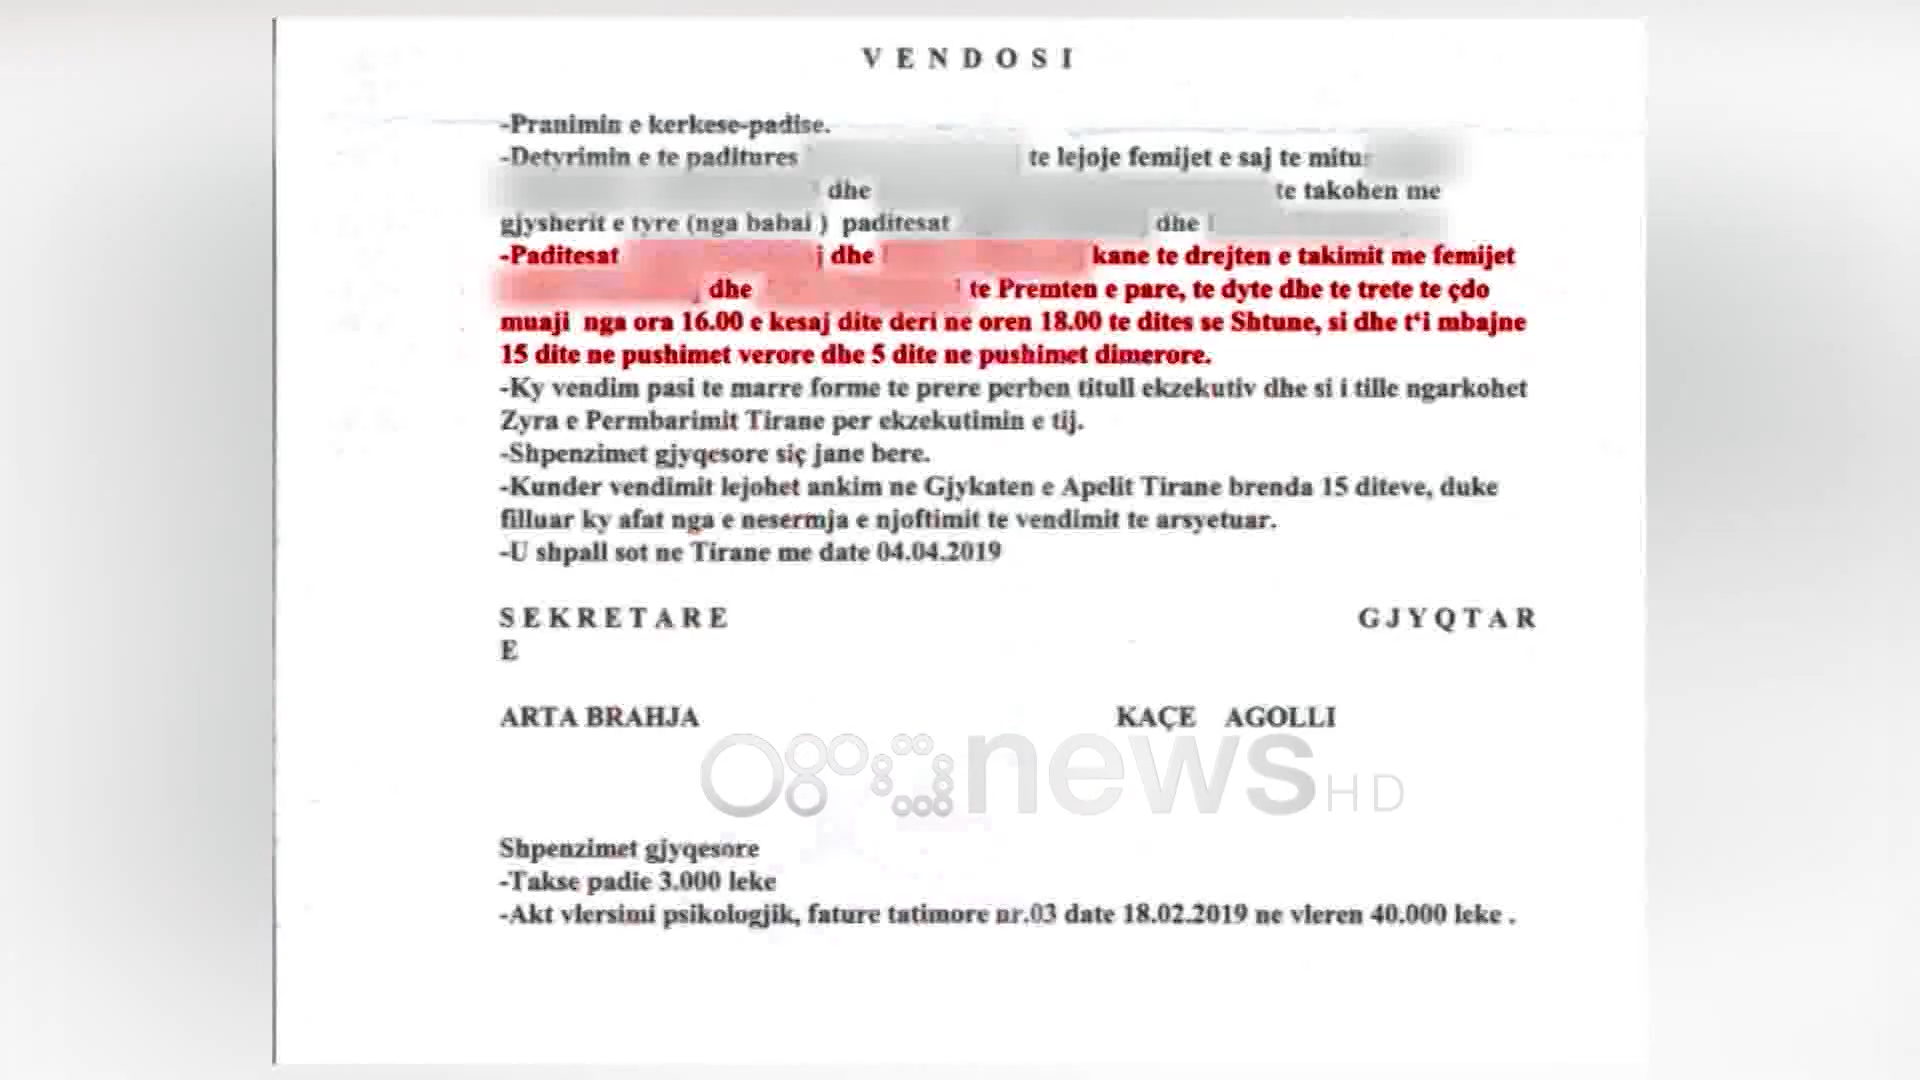 VENDOSI
-Pranimin e kerkese-padise.
-Detyrimin e te paditures te lejoje femijet e saj te mitur
dhe te takohen me
gjysherit e tyre (nga babai ) paditesat dhe
-Paditesat dhe kane te drejten e takimit me femijet
dhe te Premten e pare, te dyte dhe te trete te çdo
muaji nga ora 16.00 e kesaj dite deri ne oren 18.00 te dites se Shtune, si dhe t‘i mbajne
15 dite ne pushimet verore dhe 5 dite ne pushimet dimerore.
-Ky vendim pasi te marre forme te prere perben titull ekzekutiv dhe si i tille ngarkohet
Zyra e Permbarimit Tirane per ekzekutimin e tij.
-Shpenzimet gjyqesore siç jane bere.
-Kunder vendimit lejohet ankim ne Gjykaten e Apelit Tirane brenda 15 diteve, duke
filluar ky afat nga e nesermja e njoftimit te vendimit te arsyetuar.
-U shpall sot ne Tirane me date 04.04.2019
SEKRETARE GJYQTAR
E
ARTA BRAHJA KAÇE AGOLLI
news HD
Shpenzimet gjyqesore
-Takse padie 3.000 leke
-Akt vlersimi psikologjik, fature tatimore nr.03 date 18.02.2019 ne vleren 40.000 leke .